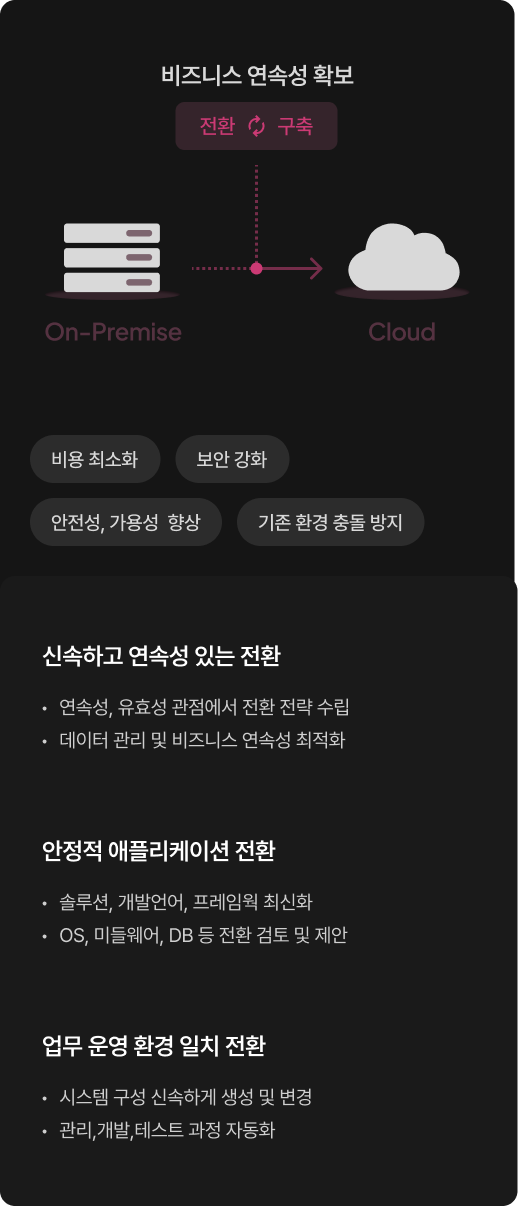 비즈니스 연속성 확보
전환 구축
On-Premise Cloud
비용 최소화 보안 강화
안전성, 가용성 향상 기존 환경 충돌 방지
신속하고 연속성 있는 전환
• 연속성, 유효성 관점에서 전환 전략 수립
• 데이터 관리 및 비즈니스 연속성 최적화
안정적 애플리케이션 전환
• 솔루션, 개발언어, 프레임웍 최신화
• OS, 미들웨어, DB 등 전환 검토 및 제안
업무 운영 환경 일치 전환
• 시스템 구성 신속하게 생성 및 변경
• 관리,개발,테스트 과정 자동화